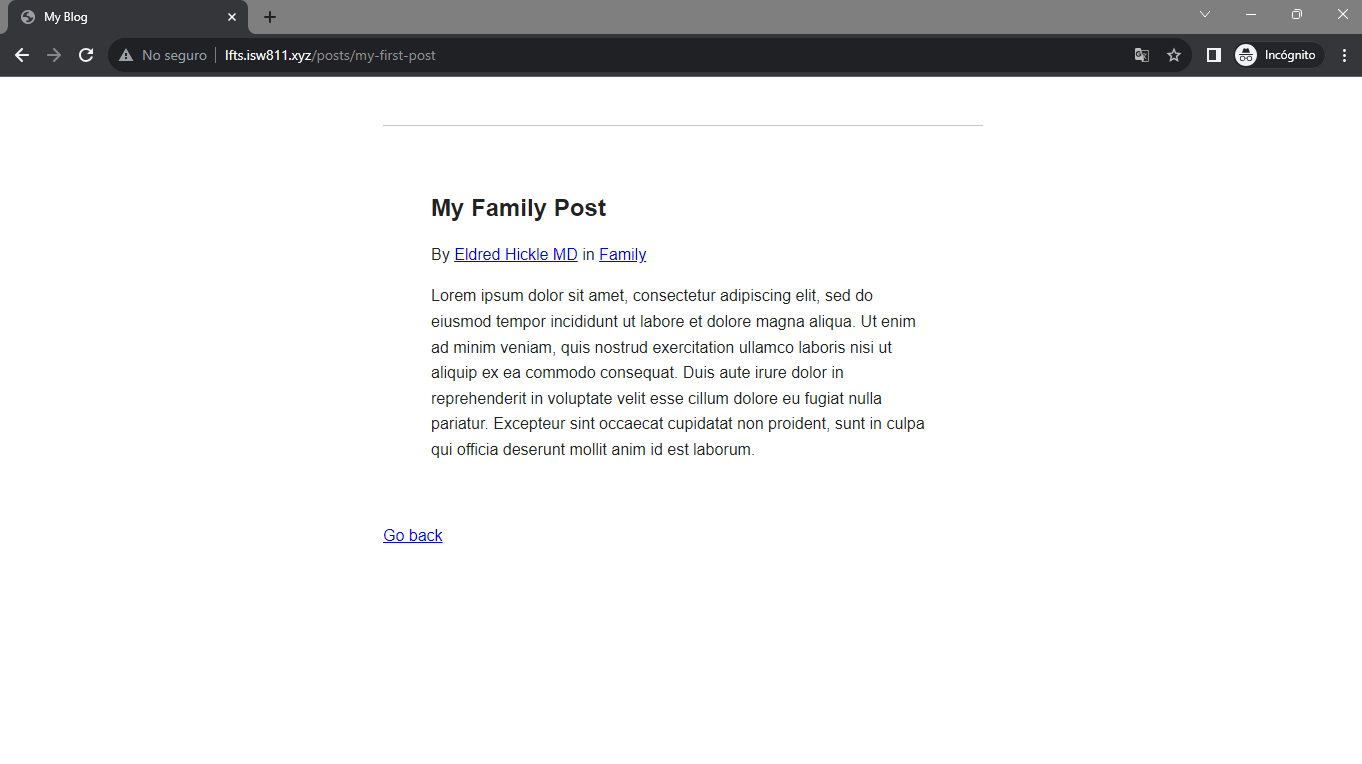 My Blog
No seguro
lfts.isw811.xyz/posts/my-first-post
Incógnito
My Family Post
By Eldred Hickle MD in Family
Lorem ipsum dolor sit amet, consectetur adipiscing elit, sed do
eiusmod tempor incididunt ut labore et dolore magna aliqua. Ut enim
ad minim veniam, quis nostrud exercitation ullamco laboris nisi ut
aliquip ex ea commodo consequat. Duis aute irure dolor in
reprehenderit in voluptate velit esse cillum dolore eu fugiat nulla
pariatur. Excepteur sint occaecat cupidatat non proident, sunt in culpa
qui officia deserunt mollit anim id est laborum.
Go back